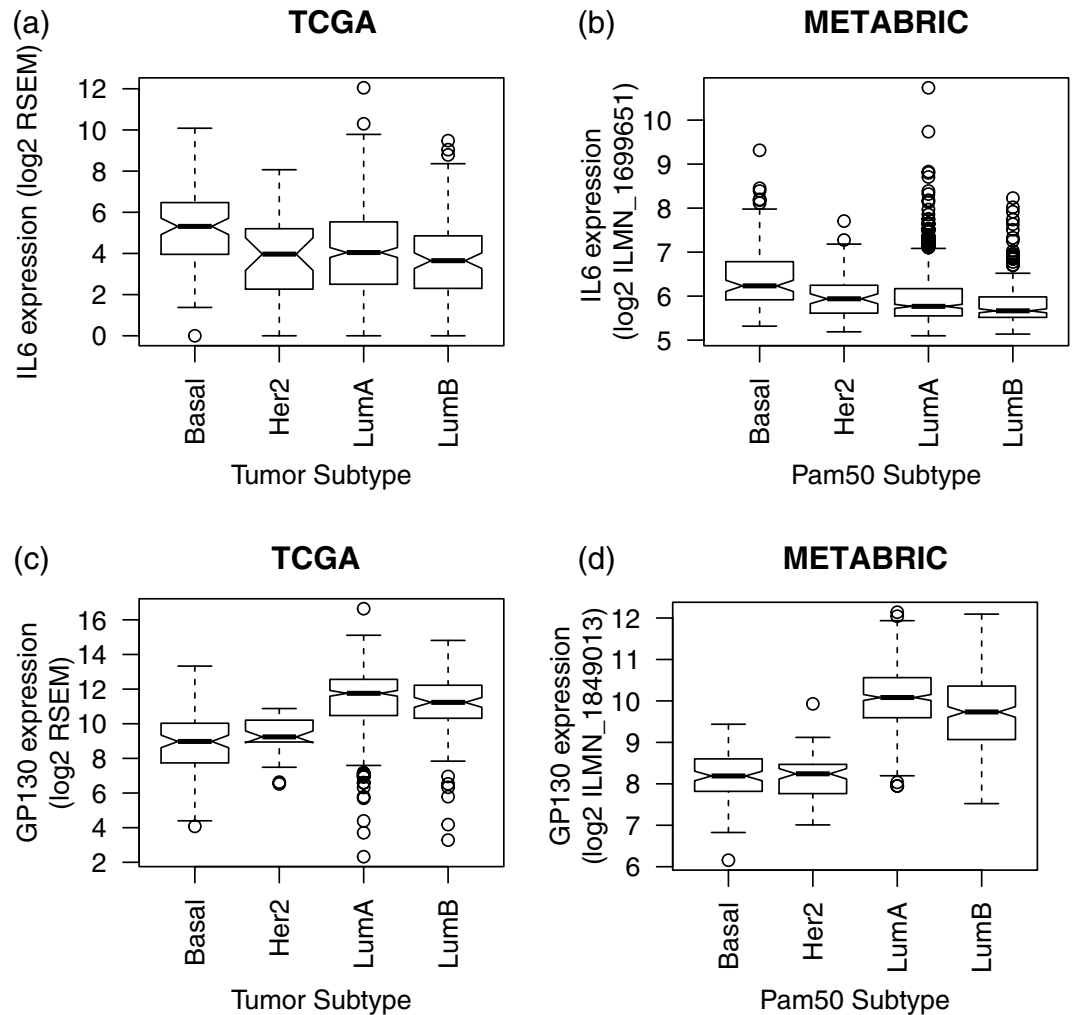 (a) TCGA
IL6 expression (log2 RSEM)
12
10
8
6
4
2
0
Basal
Her2
LumA
LumB
Tumor Subtype
(b) METABRIC
IL6 expression
(log2 ILMN_1699651)
10
9
8
7
6
5
Basal
Her2
LumA
LumB
Pam50 Subtype
(c) TCGA
GP130 expression
(log2 RSEM)
16
14
12
10
8
6
4
2
Basal
Her2
LumA
LumB
Tumor Subtype
(d) METABRIC
GP130 expression
(log2 ILMN_1849013)
12
11
10
9
8
7
6
Basal
Her2
LumA
LumB
Pam50 Subtype